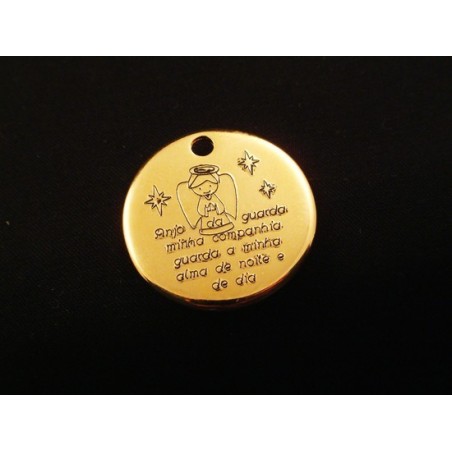 Anjo da guarda,
minha companhia,
guarda a minha
alma de noite e
de dia